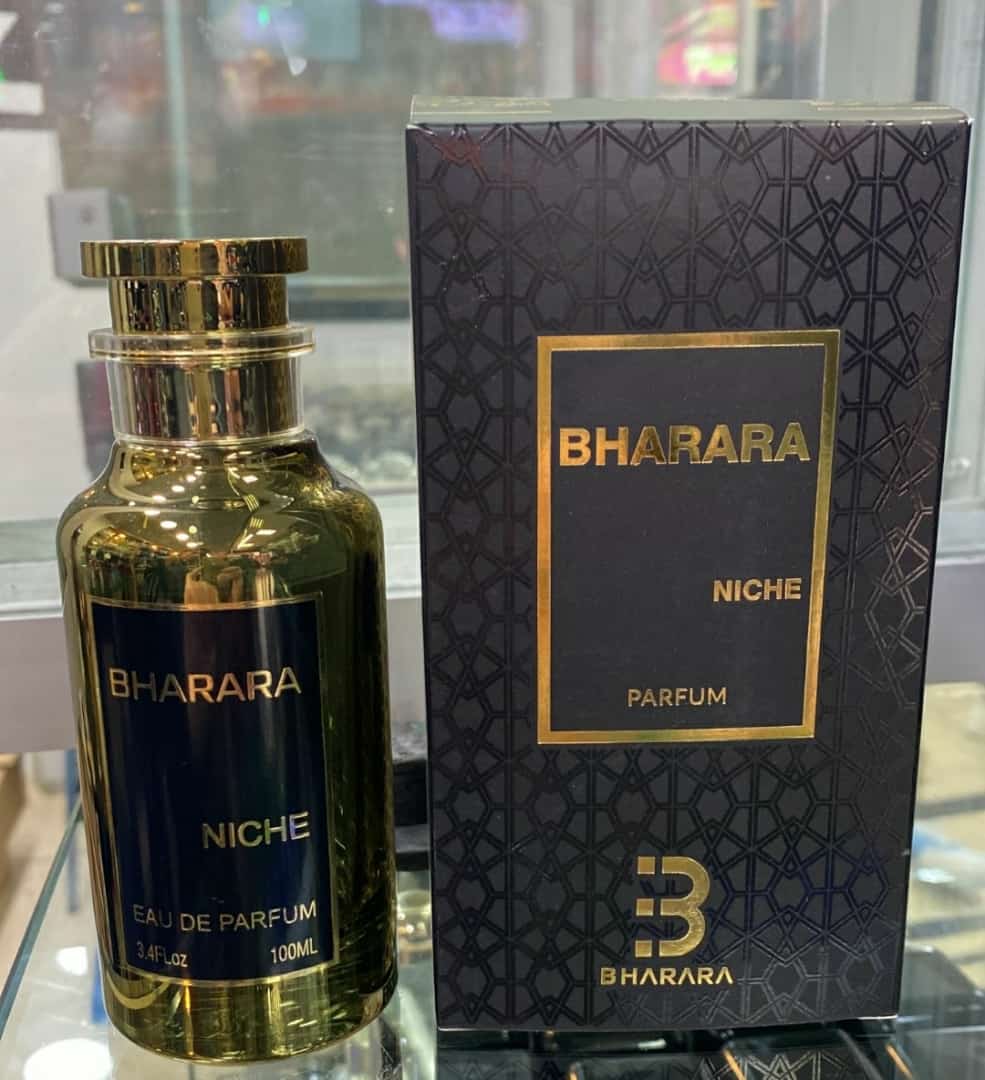 BHARARA
NICHE
EAU DE PARFUM
3.4FLoz 100ML
BHARARA
NICHE
PARFUM
B
BHARARA